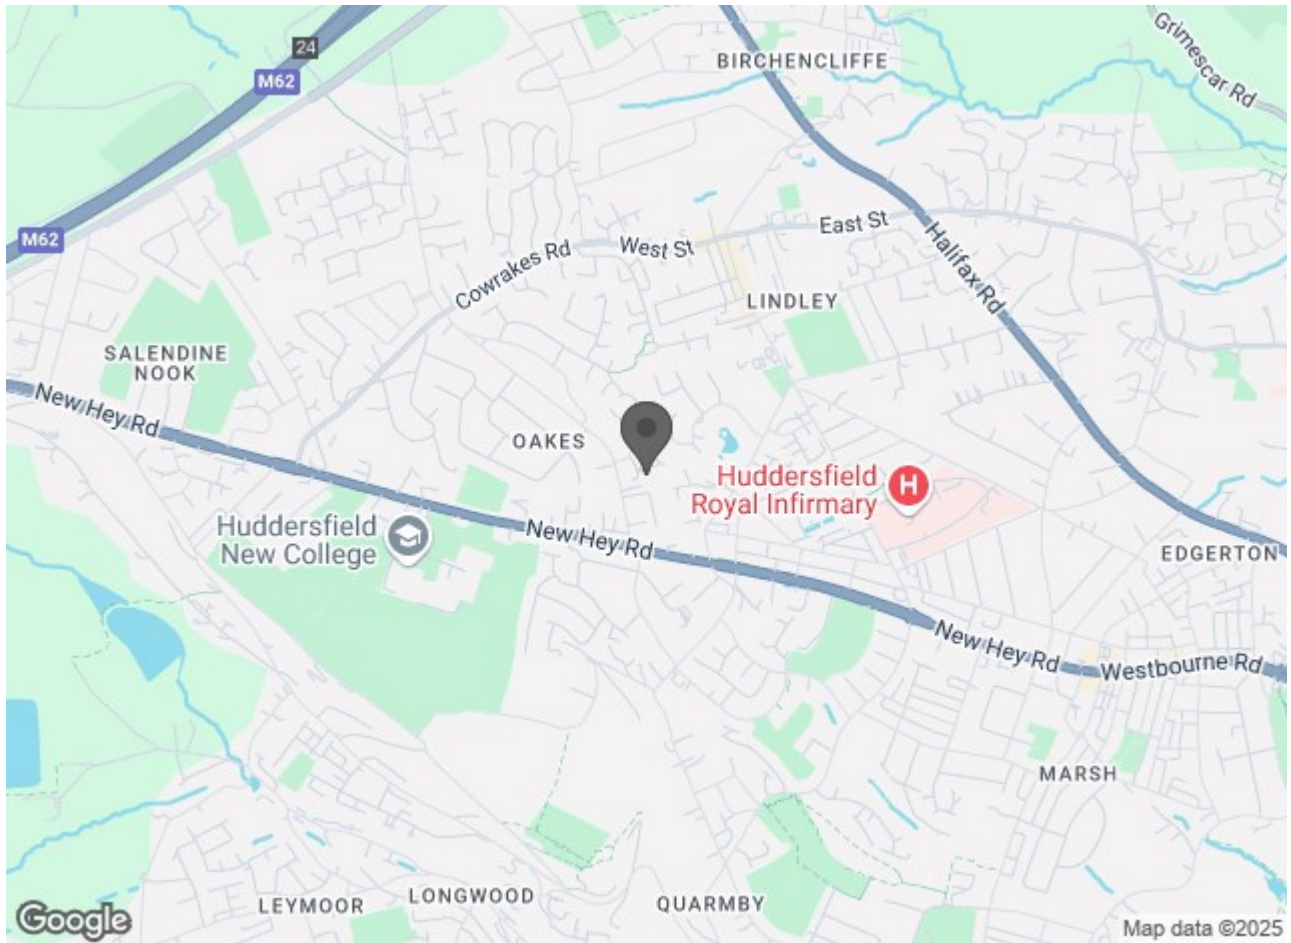 Grimescar Rd
24
BIRCHENCLIFFE
M62
East St
M62
West St
Cowrakes Rd
Halifax Rd
LINDLEY
SALENDINE
NOOK
New Hey Rd
OAKES
Huddersfield
Royal Infirmary
H
Huddersfield
New College
New Hey Rd
EDGERTON
New Hey Rd
Westbourne Rd
MARSH
LEYMOOR
LONGWOOD
QUARMBY
Google
Map data ©2025